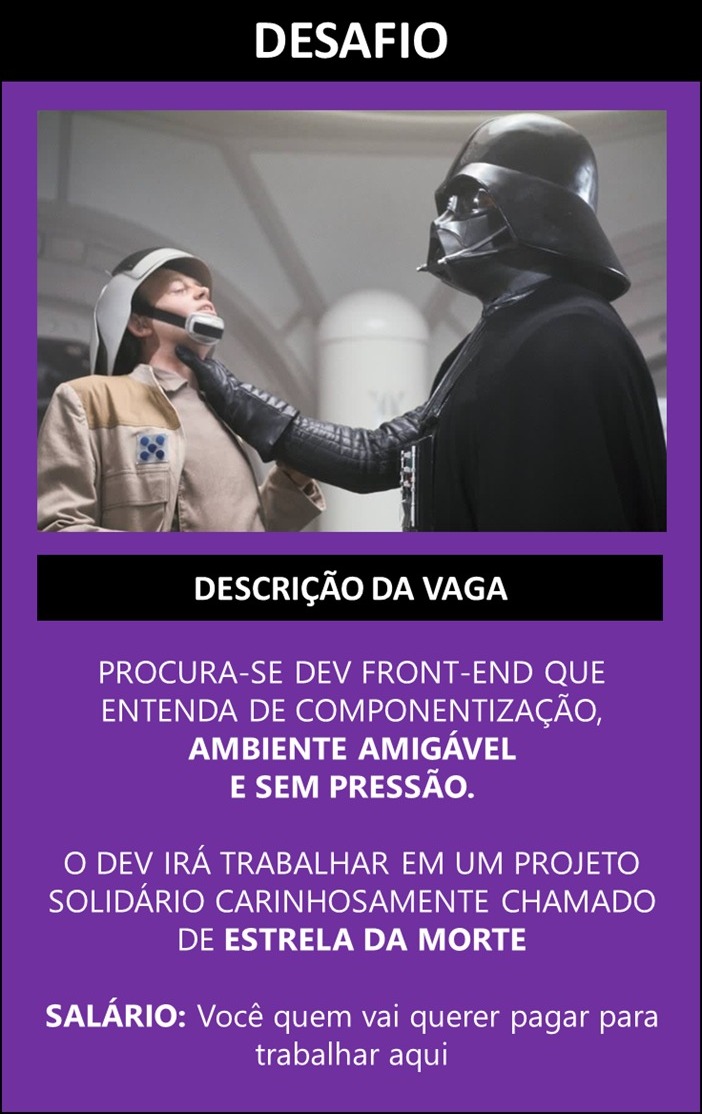 DESAFIO
DESCRIÇÃO DA VAGA
PROCURA-SE DEV FRONT-END QUE
ENTENDA DE COMPONENTIZAÇÃO,
AMBIENTE AMIGÁVEL
E SEM PRESSÃO.
O DEV IRÁ TRABALHAR EM UM PROJETO
SOLIDÁRIO CARINHOSAMENTE CHAMADO
DE ESTRELA DA MORTE
SALÁRIO: Você quem vai querer pagar para
trabalhar aqui